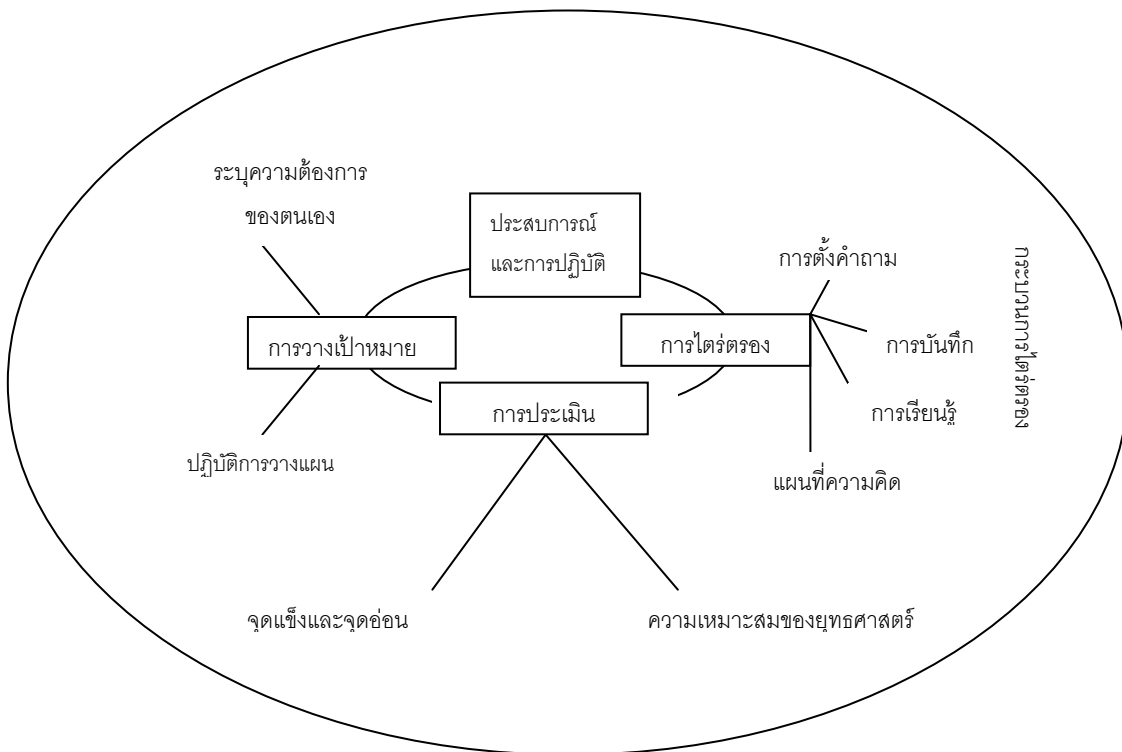 ระบุความต้องการ
ของตนเอง
ประสบการณ์
และการปฏิบัติ
การตั้งคำถาม
การวางเป้าหมาย
การไตร่ตรอง
การบันทึก
การประเมิน
การเรียนรู้
ปฏิบัติการวางแผน
แผนที่ความคิด
กระบวนการไตร่ตรอง
จุดแข็งและจุดอ่อน
ความเหมาะสมของยุทธศาสตร์